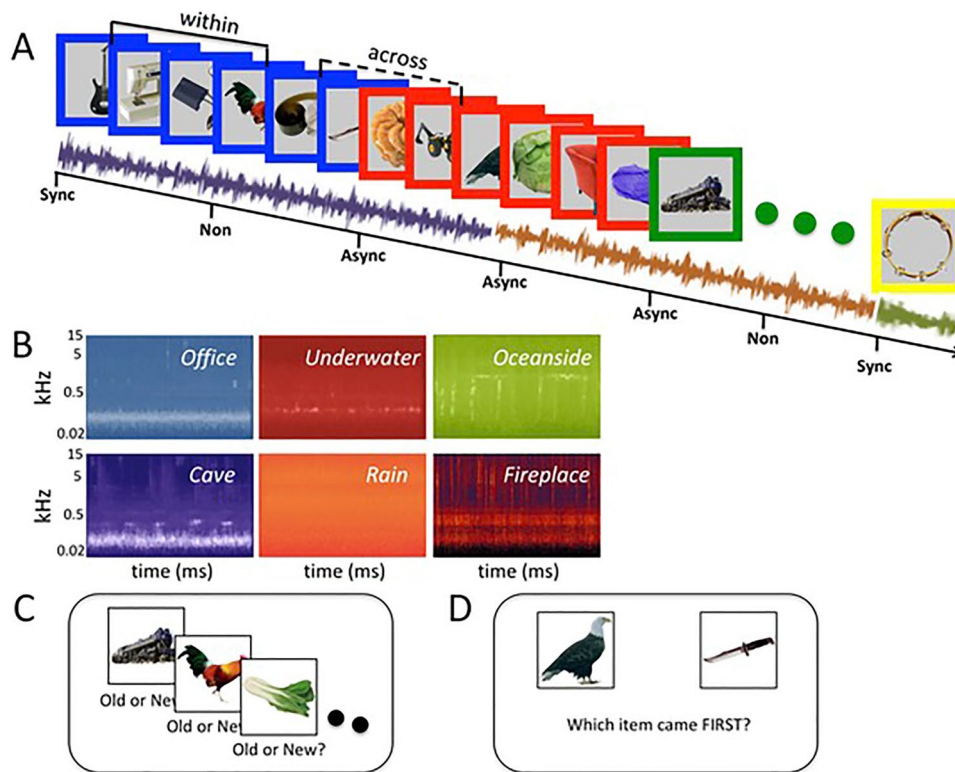 A
within
across
Sync
Non
Async
Async
Async
Non
Sync
B
kHz
15
5
0.5
0.02
Office
Underwater
Oceanside
kHz
15
5
0.5
0.02
Cave
Rain
Fireplace
time (ms)
time (ms)
time (ms)
C
Old or New
Old or New
Old or New?
D
Which item came FIRST?